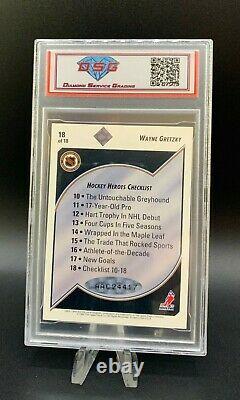 DSG
DIAMOND SERVICE GRADING
18
of 18
WAYNE GRETZKY
HOCKEY HEROES CHECKLIST
10 • The Untouchable Greyhound
11 • 17-Year-Old Pro
12 • Hart Trophy In NHL Debut
13 • Four Cups In Five Seasons
14 • Wrapped In the Maple Leaf
15 • The Trade That Rocked Sports
16 • Athlete-of-the-Decade
17 • New Goals
18 • Checklist 10-18
AAC24417